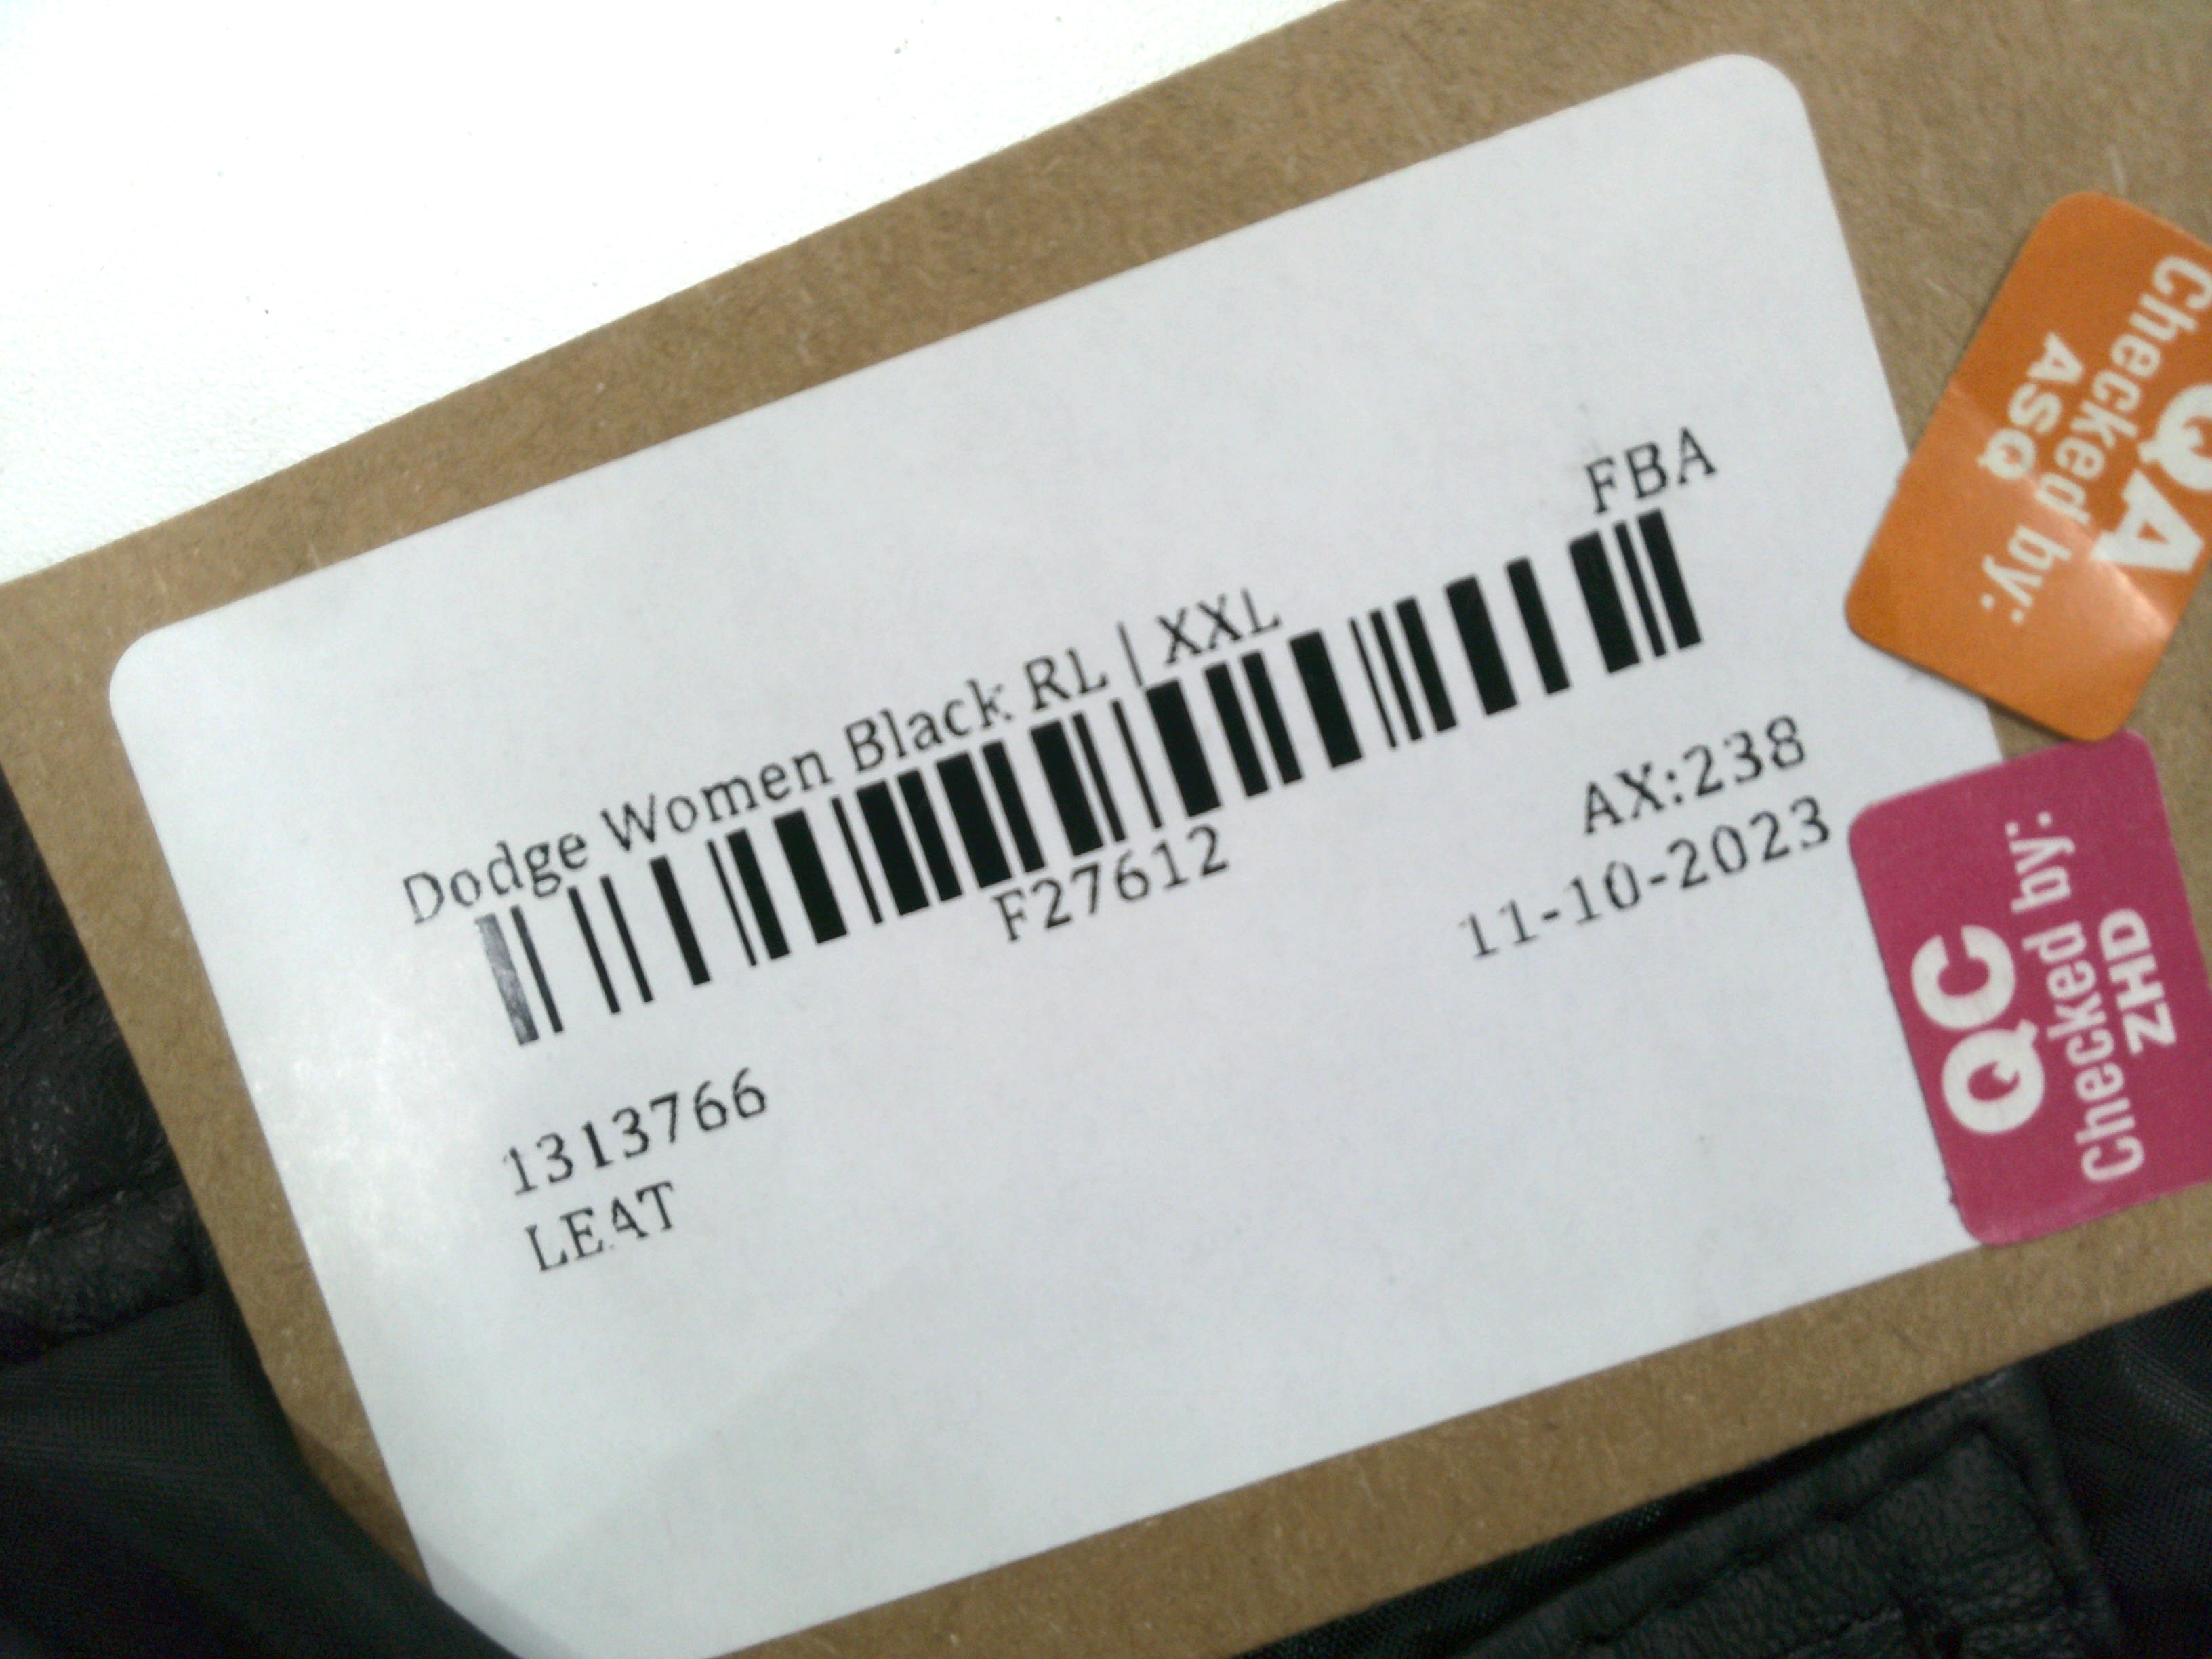 FBA
Dodge Women Black RL | XXL
F27612
AX:238
11-10-2023
1313766
LEAT
QA
Checked by:
ASQ
QC
Checked by:
ZHD